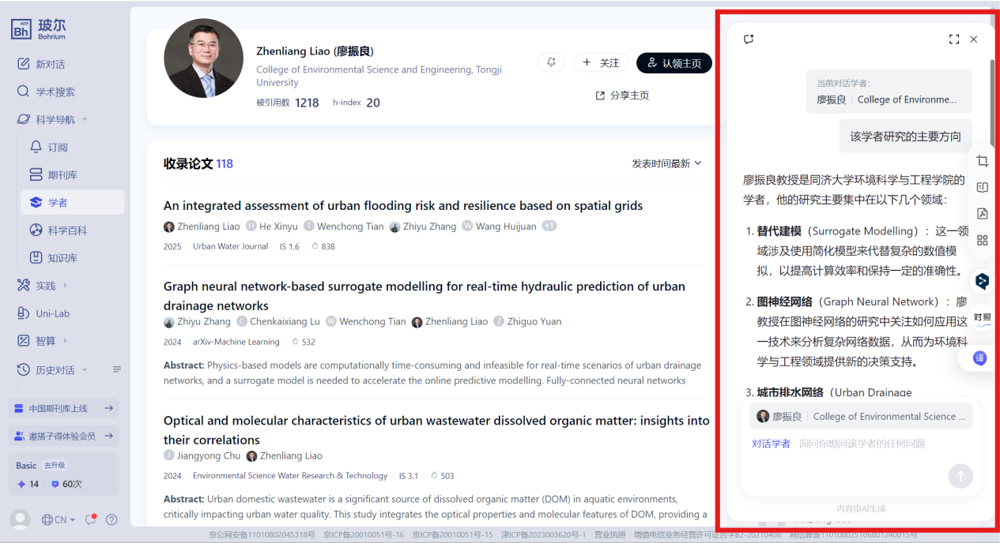 107
Bh
玻尔
Bohrium
新对话
学术搜索
科学导航
订阅
期刊库
学者
科学百科
知识库
实践
Uni-Lab
智算
历史对话
中国期刊库上线
邀搭子得体验会员
Basic
去升级
14
60次
CN
Zhenliang Liao (廖振良)
College of Environmental Science and Engineering, Tongji
University
被引用数 1218 h-index 20
关注
认领主页
分享主页
收录论文 118
发表时间最新
An integrated assessment of urban flooding risk and resilience based on spatial grids
Zhenliang Liao H He Xinyu T Wenchong Tian Zhiyu Zhang W Wang Huijuan +1
2025 Urban Water Journal IS 1.6 838
Graph neural network-based surrogate modelling for real-time hydraulic prediction of urban
drainage networks
Zhiyu Zhang C Chenkaixiang Lu W Wenchong Tian Zhenliang Liao Z Zhiguo Yuan
2024 arXiv-Machine Learning 532
Abstract: Physics-based models are computationally time-consuming and infeasible for real-time scenarios of urban drainage
networks, and a surrogate model is needed to accelerate the online predictive modelling. Fully-connected neural networks
Optical and molecular characteristics of urban wastewater dissolved organic matter: insights into
their correlations
J Jiangyong Chu Zhenliang Liao
2024 Environmental Science Water Research & Technology IS 3.1 503
Abstract: Urban domestic wastewater is a significant source of dissolved organic matter (DOM) in aquatic environments,
critically impacting urban water quality. This study integrates the optical properties and molecular features of DOM, providing a
当前对话学者：
廖振良 College of Environme...
该学者研究的主要方向
廖振良教授是同济大学环境科学与工程学院的
学者，他的研究主要集中在以下几个领域：
1. 替代建模（Surrogate Modelling）：这一领
域涉及使用简化模型来代替复杂的数值模
拟，以提高计算效率和保持一定的准确性。
2. 图神经网络（Graph Neural Network）：廖
教授在图神经网络的研究中关注如何应用这
一技术来分析复杂网络数据，从而为环境科
学与工程领域提供新的决策支持。
3. 城市排水网络（Urban Drainage
对照
译
廖振良 College of Environmental Science ...
对话学者 询问你想问该学者的任何问题
内容由AI生成
京公网安备11010802045318号 京ICP备20010051号-16 京ICP备20010051号-15 津ICP备2023003620号-1 营业执照 增值电信业务经营许可证合字B2-20210408 网信算备110108025106801240015号